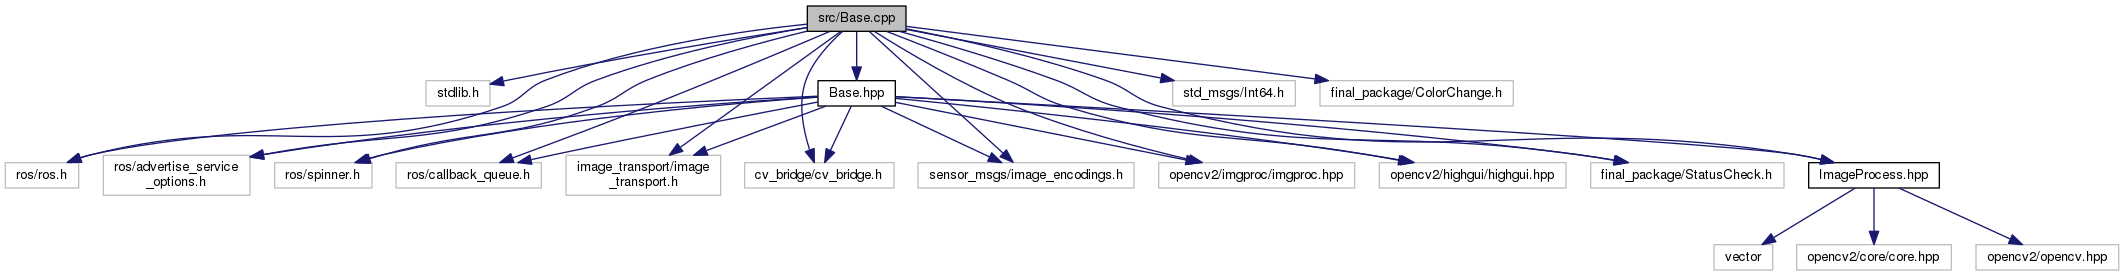 src/Base.cpp
stdlib.h
Base.hpp
std_msgs/Int64.h
final_package/ColorChange.h
ros/ros.h
ros/advertise_service
_options.h
ros/spinner.h
ros/callback_queue.h
image_transport/image
_transport.h
cv_bridge/cv_bridge.h
sensor_msgs/image_encodings.h
opencv2/imgproc/imgproc.hpp
opencv2/highgui/highgui.hpp
final_package/StatusCheck.h
ImageProcess.hpp
vector
opencv2/core/core.hpp
opencv2/opencv.hpp